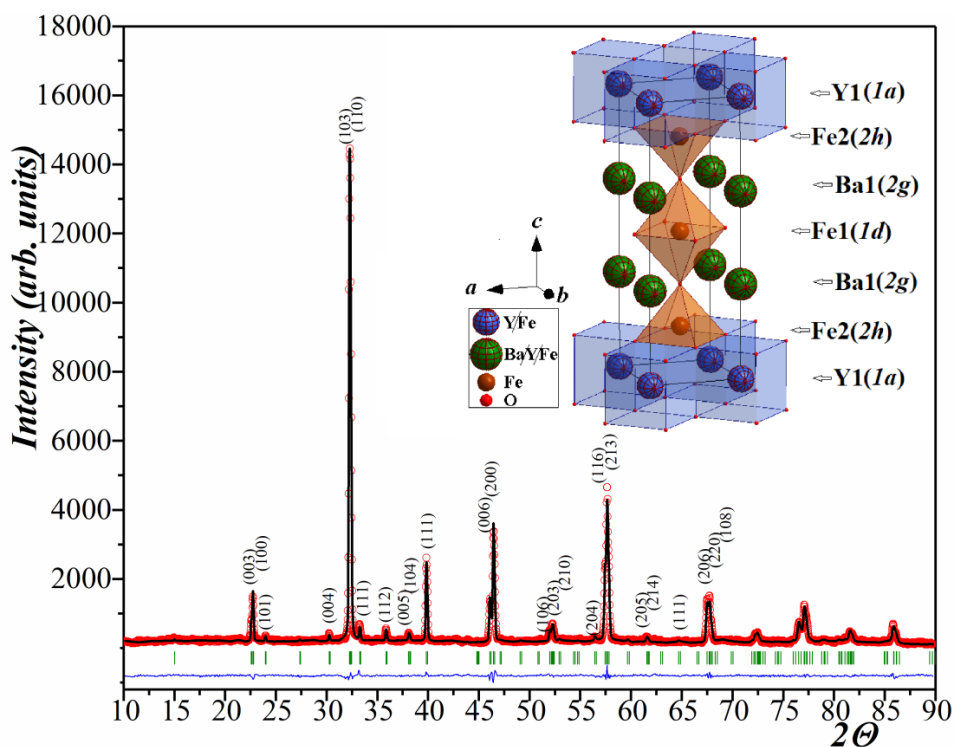 18000
16000
14000
12000
10000
8000
6000
4000
2000
Intensity (arb. units)
(103)
(110)
(003)
(100)
(101)
(004)
(111)
(112)
(005)
(104)
(111)
(006)
(200)
(106)
(203)
(210)
(204)
(116)
(213)
(205)
(214)
(111)
(206)
(220)
(108)
c
a
b
Y/Fe
Ba/Y/Fe
Fe
O
⇦Y1(1a)
⇦Fe2(2h)
⇦Ba1(2g)
⇦Fe1(1d)
⇦Ba1(2g)
⇦Fe2(2h)
⇦Y1(1a)
10 15 20 25 30 35 40 45 50 55 60 65 70 75 80 85 90
2Θ